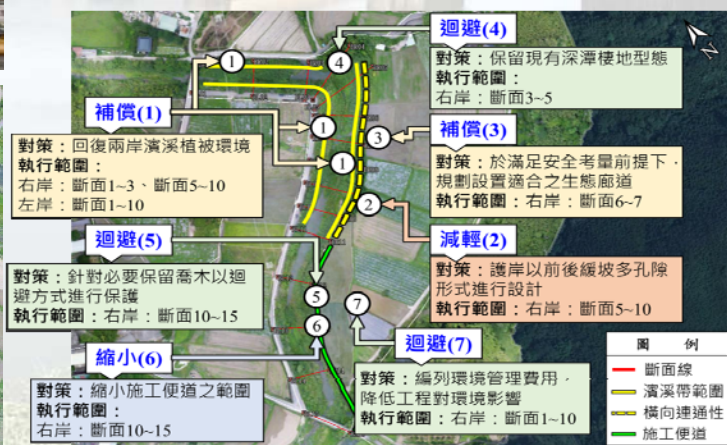 迴避(4)
對策：保留現有深潭棲地型態
執行範圍：
右岸：斷面3~5
補償(1)
對策：回復兩岸濱溪植被環境
執行範圍：
右岸：斷面1~3、斷面5~10
左岸：斷面1~10
補償(3)
對策：於滿足安全考量前提下，
規劃設置適合之生態廊道
執行範圍：右岸：斷面6~7
減輕(2)
對策：護岸以前後緩坡多孔隙
形式進行設計
執行範圍：右岸：斷面5~10
迴避(5)
對策：針對必要保留喬木以迴
避方式進行保護
執行範圍：右岸：斷面10~15
縮小(6)
對策：縮小施工便道之範圍
執行範圍：
右岸：斷面10~15
迴避(7)
對策：編列環境管理費用，
降低工程對環境影響
執行範圍：右岸：斷面1~10
1
4
1
3
1
2
5
7
6
N
圖 例
斷面線
濱溪帶範圍
橫向連通性
施工便道